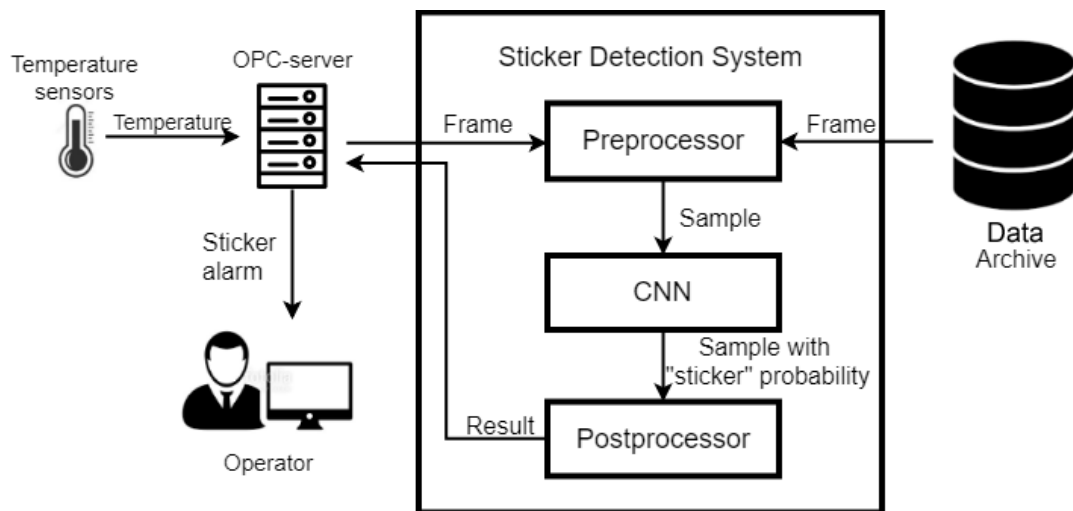 Temperature
sensors
Temperature
OPC-server
Sticker
alarm
Operator
Sticker Detection System
Frame
Preprocessor
Frame
Sample
CNN
Sample with
"sticker" probability
Postprocessor
Result
Data
Archive